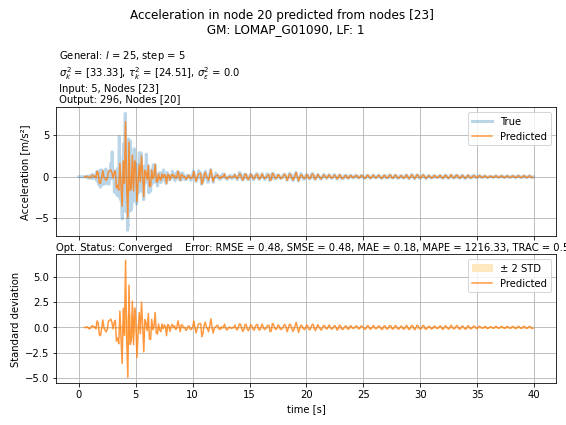 Acceleration in node 20 predicted from nodes [23]
GM: LOMAP_G01090, LF: 1
General: l = 25, step = 5
σ²ₖ = [33.33], τ²ₖ = [24.51], σ²ε = 0.0
Input: 5, Nodes [23]
Output: 296, Nodes [20]
Acceleration [m/s²]
5
0
−5
True
Predicted
Opt. Status: Converged Error: RMSE = 0.48, SMSE = 0.48, MAE = 0.18, MAPE = 1216.33, TRAC = 0.5
Standard deviation
5.0
2.5
0.0
−2.5
−5.0
± 2 STD
Predicted
0 5 10 15 20 25 30 35 40
time [s]